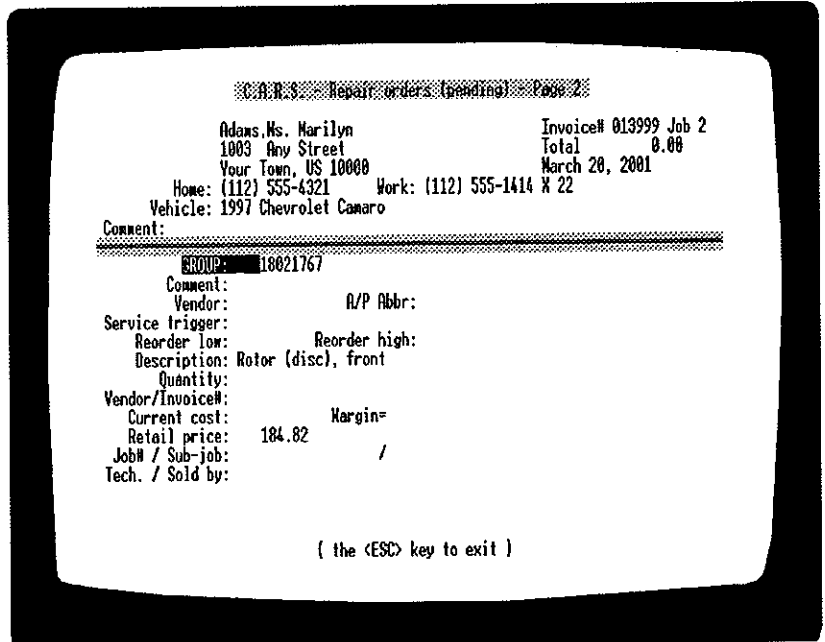 C.A.R.S. - Repair orders (pending) - Page 2
Adams,Ms. Marilyn Invoice# 013999 Job 2
1003 Any Street Total 0.00
Your Town, US 10000 March 20, 2001
Home: (112) 555-4321 Work: (112) 555-1414 X 22
Vehicle: 1997 Chevrolet Camaro
Comment:
GROUP: 18021767
Comment:
Vendor: A/P Abbr:
Service trigger:
Reorder low: Reorder high:
Description: Rotor (disc), front
Quantity:
Vendor/Invoice#:
Current cost: Margin=
Retail price: 184.82
Job# / Sub-job: /
Tech. / Sold by:
( the <ESC> key to exit )